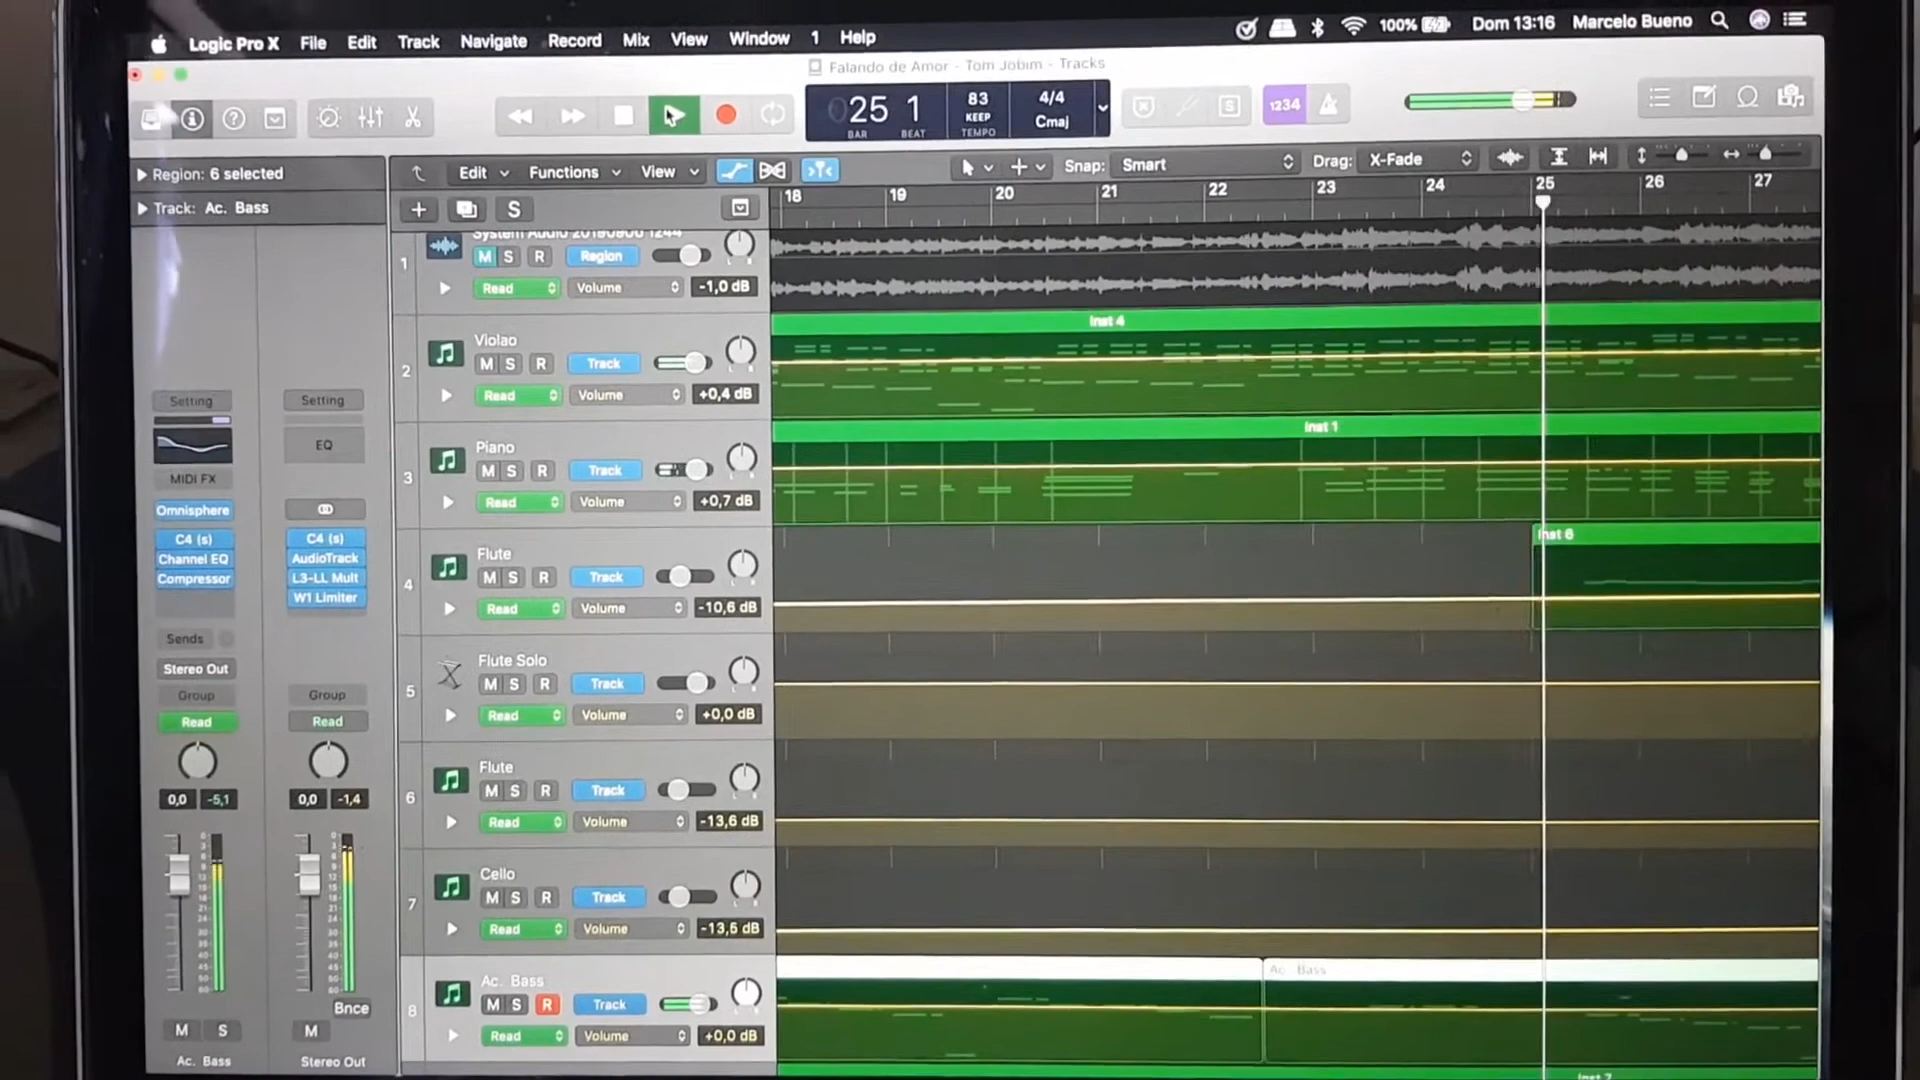 Logic Pro X File Edit Track Navigate Record Mix View Window 1 Help 100% Dom 13:16 Marcelo Bueno
Falando de Amor - Tom Jobim - Tracks
25 1 83 KEEP TEMPO 4/4 Cmaj
BAR BEAT
S 1234
Region: 6 selected
Edit Functions View Snap: Smart Drag: X-Fade
Track: Ac. Bass
S
18 19 20 21 22 23 24 25 26 27
1 System Audio 20190908 1244
M S R Region
Read Volume -1,0 dB
Inst 4
2 Violao
M S R Track
Read Volume +0,4 dB
Inst 1
3 Piano
M S R Track
Read Volume +0,7 dB
Inst 6
4 Flute
M S R Track
Read Volume -10,6 dB
5 Flute Solo
M S R Track
Read Volume +0,0 dB
6 Flute
M S R Track
Read Volume -13,6 dB
7 Cello
M S R Track
Read Volume -13,5 dB
Ac. Bass
8 Ac. Bass
M S R Track
Read Volume +0,0 dB
Inst 7
Setting Setting
EQ
MIDI FX
Omnisphere
C4 (s) C4 (s)
Channel EQ AudioTrack
Compressor L3-LL Mult
W1 Limiter
Sends
Stereo Out
Group Group
Read Read
0,0 -5,1 0,0 -1,4
Bnce
M S M
Ac. Bass Stereo Out